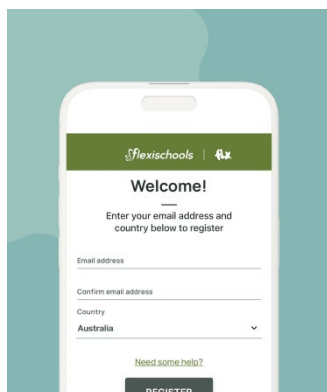 flexischools | flx
Welcome!
Enter your email address and
country below to register
Email address
Confirm email address
Country
Australia
Need some help?
REGISTER